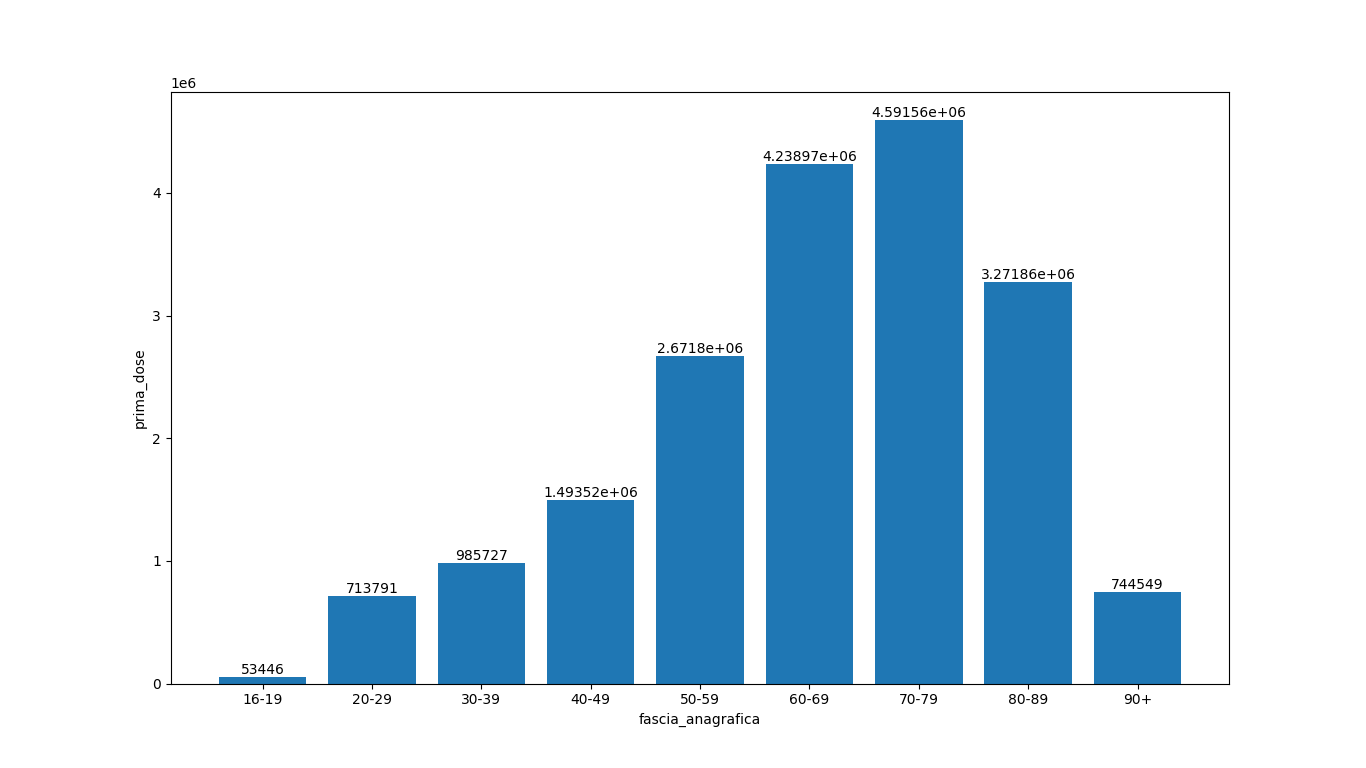 1e6
4.59156e+06
4.23897e+06
4
3.27186e+06
3
2.6718e+06
prima_dose
2
1.49352e+06
985727
1
713791
744549
53446
0
16-19 20-29 30-39 40-49 50-59 60-69 70-79 80-89 90+
fascia_anagrafica